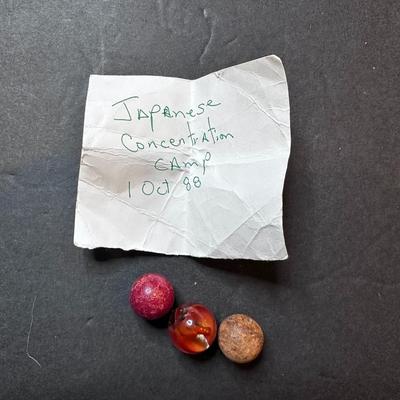 Japanese
Concentration
Camp
1 Oct 88